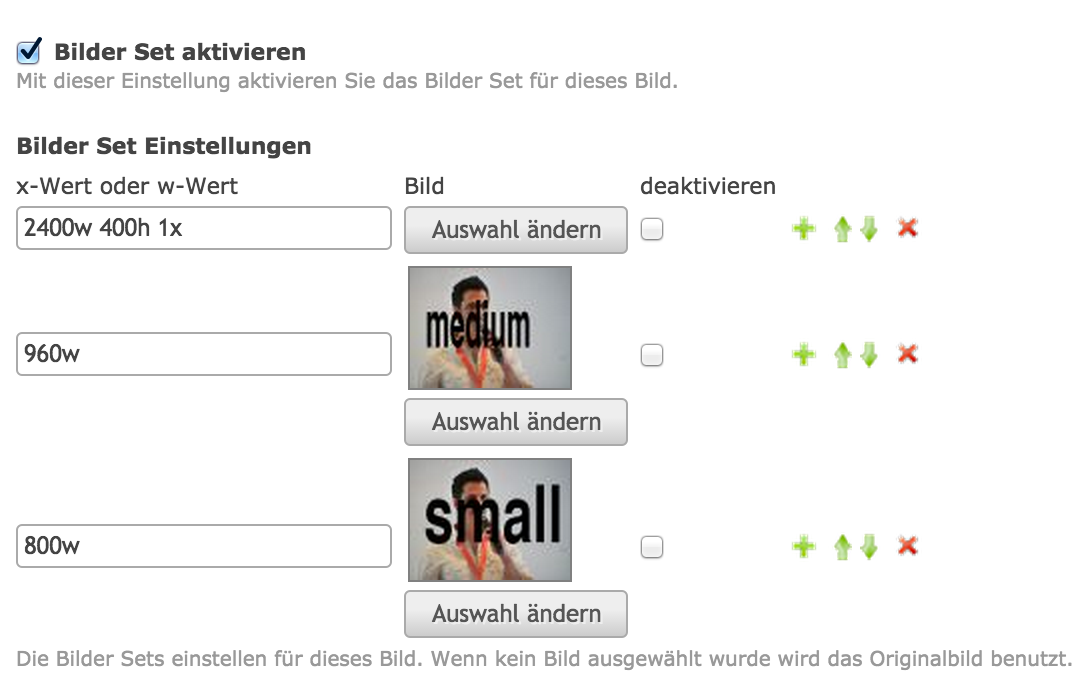 Bilder Set aktivieren
Mit dieser Einstellung aktivieren Sie das Bilder Set für dieses Bild.
Bilder Set Einstellungen
x-Wert oder w-Wert Bild deaktivieren
2400w 400h 1x Auswahl ändern
medium
960w
Auswahl ändern
small
800w
Auswahl ändern
Die Bilder Sets einstellen für dieses Bild. Wenn kein Bild ausgewählt wurde wird das Originalbild benutzt.